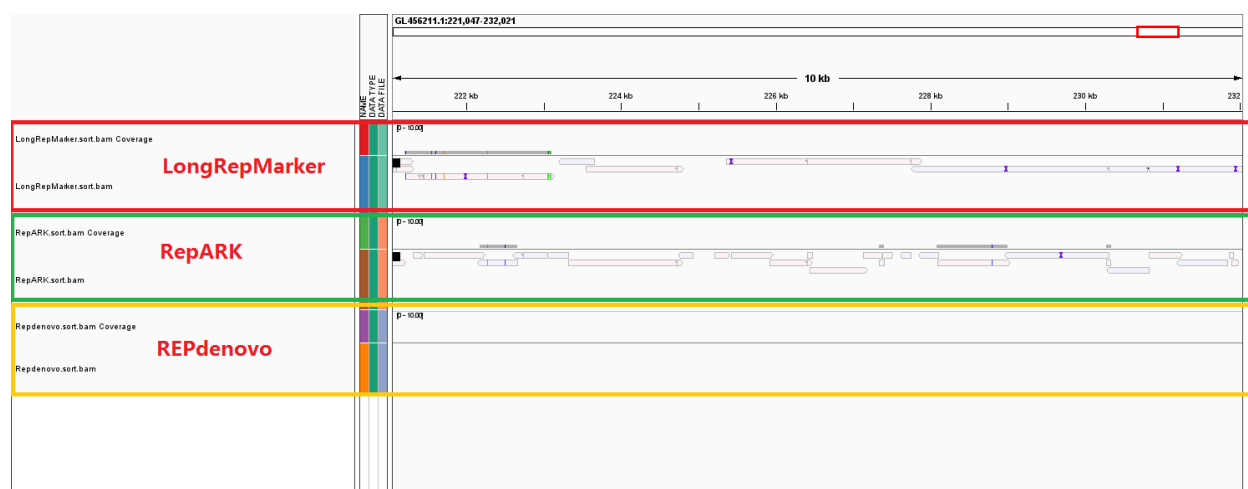 GL456211.1:221,047-232,021
NAME
DATA TYPE
DATA FILE
10 kb
222 kb
224 kb
226 kb
228 kb
230 kb
232
LongRepMarker.sort.bam Coverage
[0 - 10.00]
LongRepMarker
LongRepMarker.sort.bam
RepARK.sort.bam Coverage
[0 - 10.00]
RepARK
RepARK.sort.bam
Repdenovo.sort.bam Coverage
[0 - 10.00]
REPdenovo
Repdenovo.sort.bam